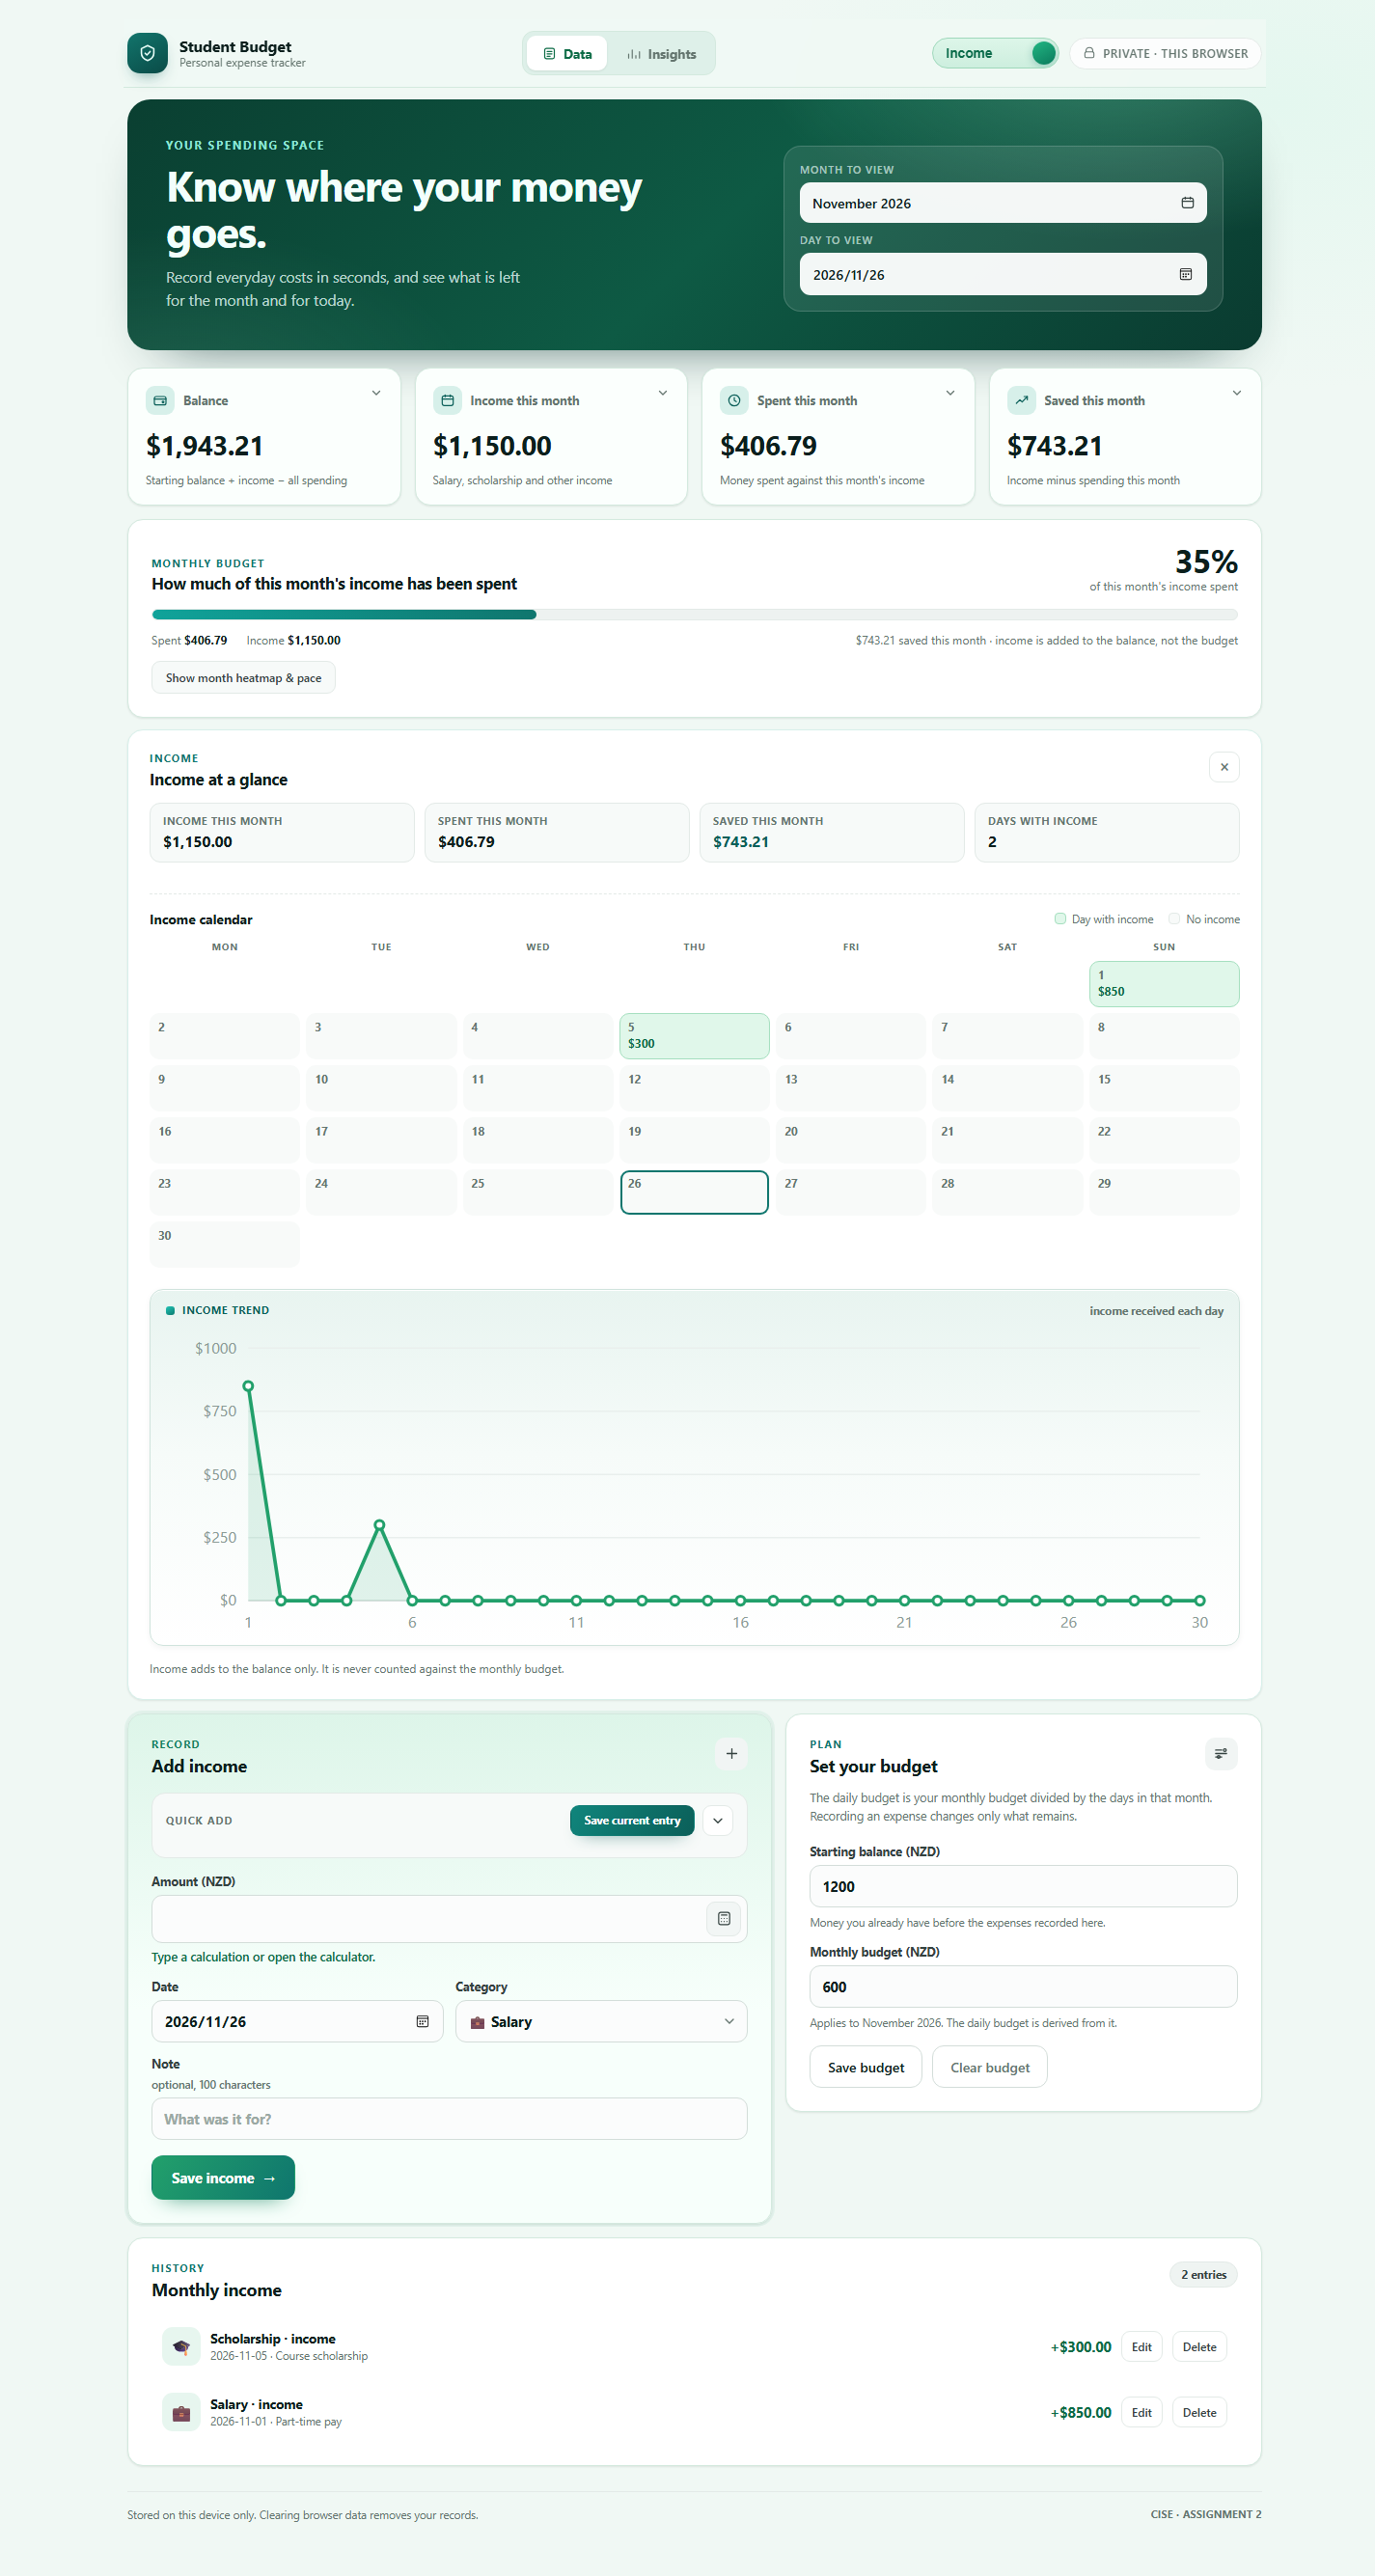 Student Budget
Personal expense tracker
Data
Insights
Income
PRIVATE · THIS BROWSER
YOUR SPENDING SPACE
Know where your money
goes.
Record everyday costs in seconds, and see what is left
for the month and for today.
MONTH TO VIEW
November 2026
DAY TO VIEW
2026/11/26
Balance
$1,943.21
Starting balance + income − all spending
Income this month
$1,150.00
Salary, scholarship and other income
Spent this month
$406.79
Money spent against this month's income
Saved this month
$743.21
Income minus spending this month
MONTHLY BUDGET
How much of this month's income has been spent
35%
of this month's income spent
Spent $406.79 Income $1,150.00
$743.21 saved this month · income is added to the balance, not the budget
Show month heatmap & pace
INCOME
Income at a glance
×
INCOME THIS MONTH
$1,150.00
SPENT THIS MONTH
$406.79
SAVED THIS MONTH
$743.21
DAYS WITH INCOME
2
Income calendar
Day with income
No income
MON TUE WED THU FRI SAT SUN
1
$850
2 3 4 5 6 7 8
$300
9 10 11 12 13 14 15
16 17 18 19 20 21 22
23 24 25 26 27 28 29
30
INCOME TREND
income received each day
$1000
$750
$500
$250
$0
1 6 11 16 21 26 30
Income adds to the balance only. It is never counted against the monthly budget.
RECORD
Add income
+
QUICK ADD
Save current entry
Amount (NZD)
Type a calculation or open the calculator.
Date
2026/11/26
Category
Salary
Note
optional, 100 characters
What was it for?
Save income →
PLAN
Set your budget
The daily budget is your monthly budget divided by the days in that month.
Recording an expense changes only what remains.
Starting balance (NZD)
1200
Money you already have before the expenses recorded here.
Monthly budget (NZD)
600
Applies to November 2026. The daily budget is derived from it.
Save budget
Clear budget
HISTORY
Monthly income
2 entries
Scholarship · income
2026-11-05 · Course scholarship
+$300.00
Edit
Delete
Salary · income
2026-11-01 · Part-time pay
+$850.00
Edit
Delete
Stored on this device only. Clearing browser data removes your records.
CISE · ASSIGNMENT 2